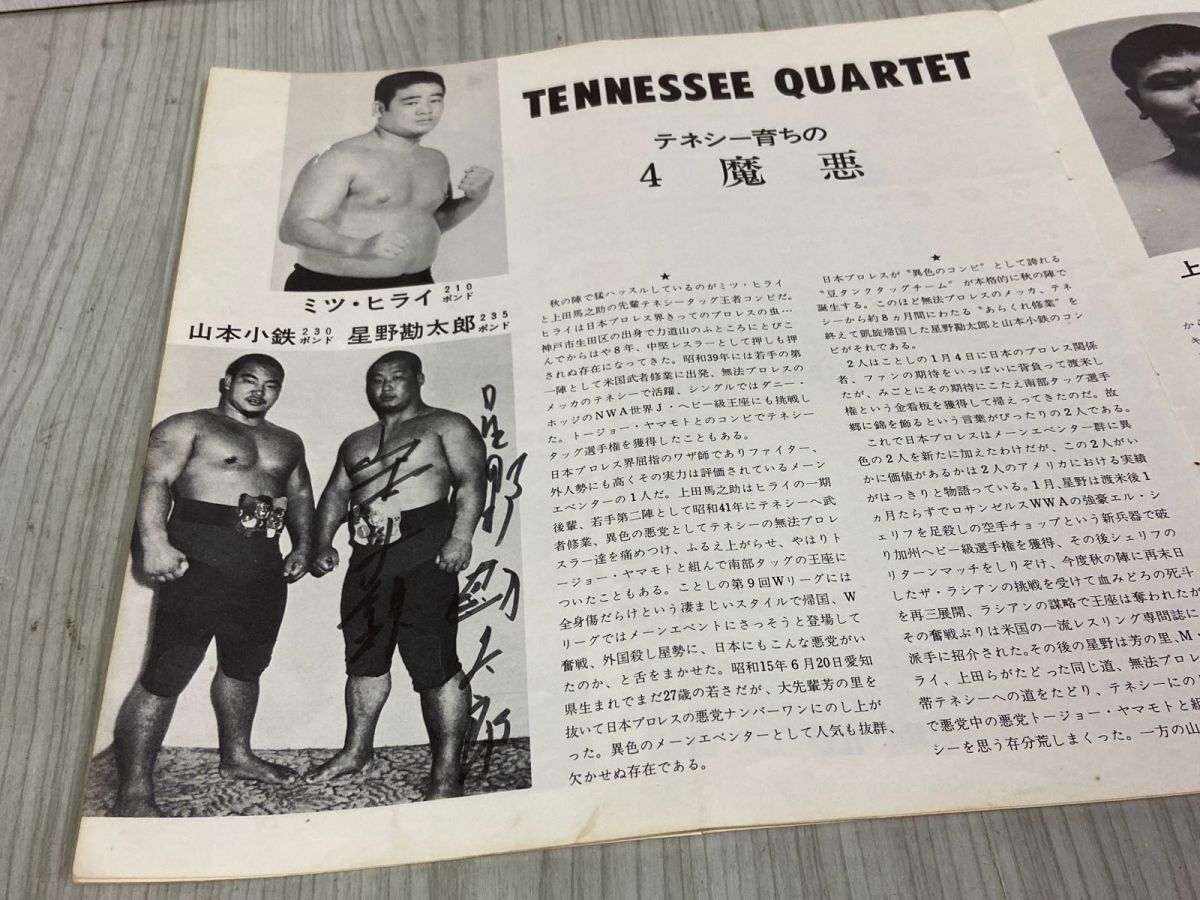 TENNESSEE QUARTET
テネシー育ちの
4 魔 悪
ミツ・ヒライ 210ポンド
山本小鉄 230ポンド 星野勘太郎 235ポンド
星野勘太郎
山本小鉄
★
秋の陣で猛ハッスルしているのがミツ・ヒライ
と上田馬之助の先輩テネシータッグ王者コンビだ。
ヒライは日本プロレス界きってのプロレスの虫…
神戸市生田区の出身で力道山のふところにとびこ
んでからはや8年、中堅レスラーとして押しも押
されぬ存在になってきた。昭和39年には若手の第
一陣として米国武者修業に出発、無法プロレスの
メッカのテネシーで活躍、シングルではダニー・
ホッジのNWA世界J・ヘビー級王座にも挑戦し
た。トージョー・ヤマモトとのコンビでテネシー
タッグ選手権を獲得したこともある。
日本プロレス界屈指のワザ師でありファイター、
外人勢にも高くその実力は評価されているメーン
エベンターの1人だ。上田馬之助はヒライの一期
後輩、若手第二陣として昭和41年にテネシーへ武
者修業、異色の悪党としてテネシーの無法プロレ
スラー達を痛めつけ、ふるえ上がらせ、やはりト
ージョー・ヤマモトと組んで南部タッグの王座に
ついたこともある。ことしの第9回Wリーグには
全身傷だらけという凄まじいスタイルで帰国、W
リーグではメーンエベントにさっそうと登場して
奮戦、外国殺し屋勢に、日本にもこんな悪党がい
たのか、と舌をまかせた。昭和15年6月20日愛知
県生まれでまだ27歳の若さだが、大先輩芳の里を
抜いて日本プロレスの悪党ナンバーワンにのし上が
った。異色のメーンエベンターとして人気も抜群、
欠かせぬ存在である。
★
日本プロレスが〝異色のコンビ〟として誇れる
〝豆タンクタッグチーム〟が本格的に秋の陣で
誕生する。このほど無法プロレスのメッカ、テネ
シーから約8ヵ月間にわたる〝あらくれ修業〟を
終えて凱旋帰国した星野勘太郎と山本小鉄のコン
ビがそれである。
2人はことしの1月4日に日本のプロレス関係
者、ファンの期待をいっぱいに背負って渡米し
たが、みごとにその期待にこたえ南部タッグ選手
権という金看板を獲得して帰えってきたのだ。故
郷に錦を飾るという言葉がぴったりの2人である。
これで日本プロレスはメーンエベンター群に異
色の2人を新たに加えたわけだが、この2人がい
かに価値があるかは2人のアメリカにおける実績
がはっきりと物語っている。1月、星野は渡米後1
ヵ月たらずでロサンゼルスWWAの強豪エル・シ
ェリフを足殺しの空手チョップという新兵器で破
り加州ヘビー級選手権を獲得、その後シェリフの
リターンマッチをしりぞけ、今度秋の陣に再末日
したザ・ラシアンの挑戦を受けて血みどろの死斗
を再三展開、ラシアンの謀略で王座は奪われたが
その奮戦ぶりは米国の一流レスリング専門誌に
派手に招介された。その後の星野は芳の里、M
ライ、上田らがたどった同じ道、無法プロレ
帯テネシーへの道をたどり、テネシーにのり
で悪党中の悪党トージョー・ヤマモトと組
シーを思う存分荒しまくった。一方の山
上
から
キ